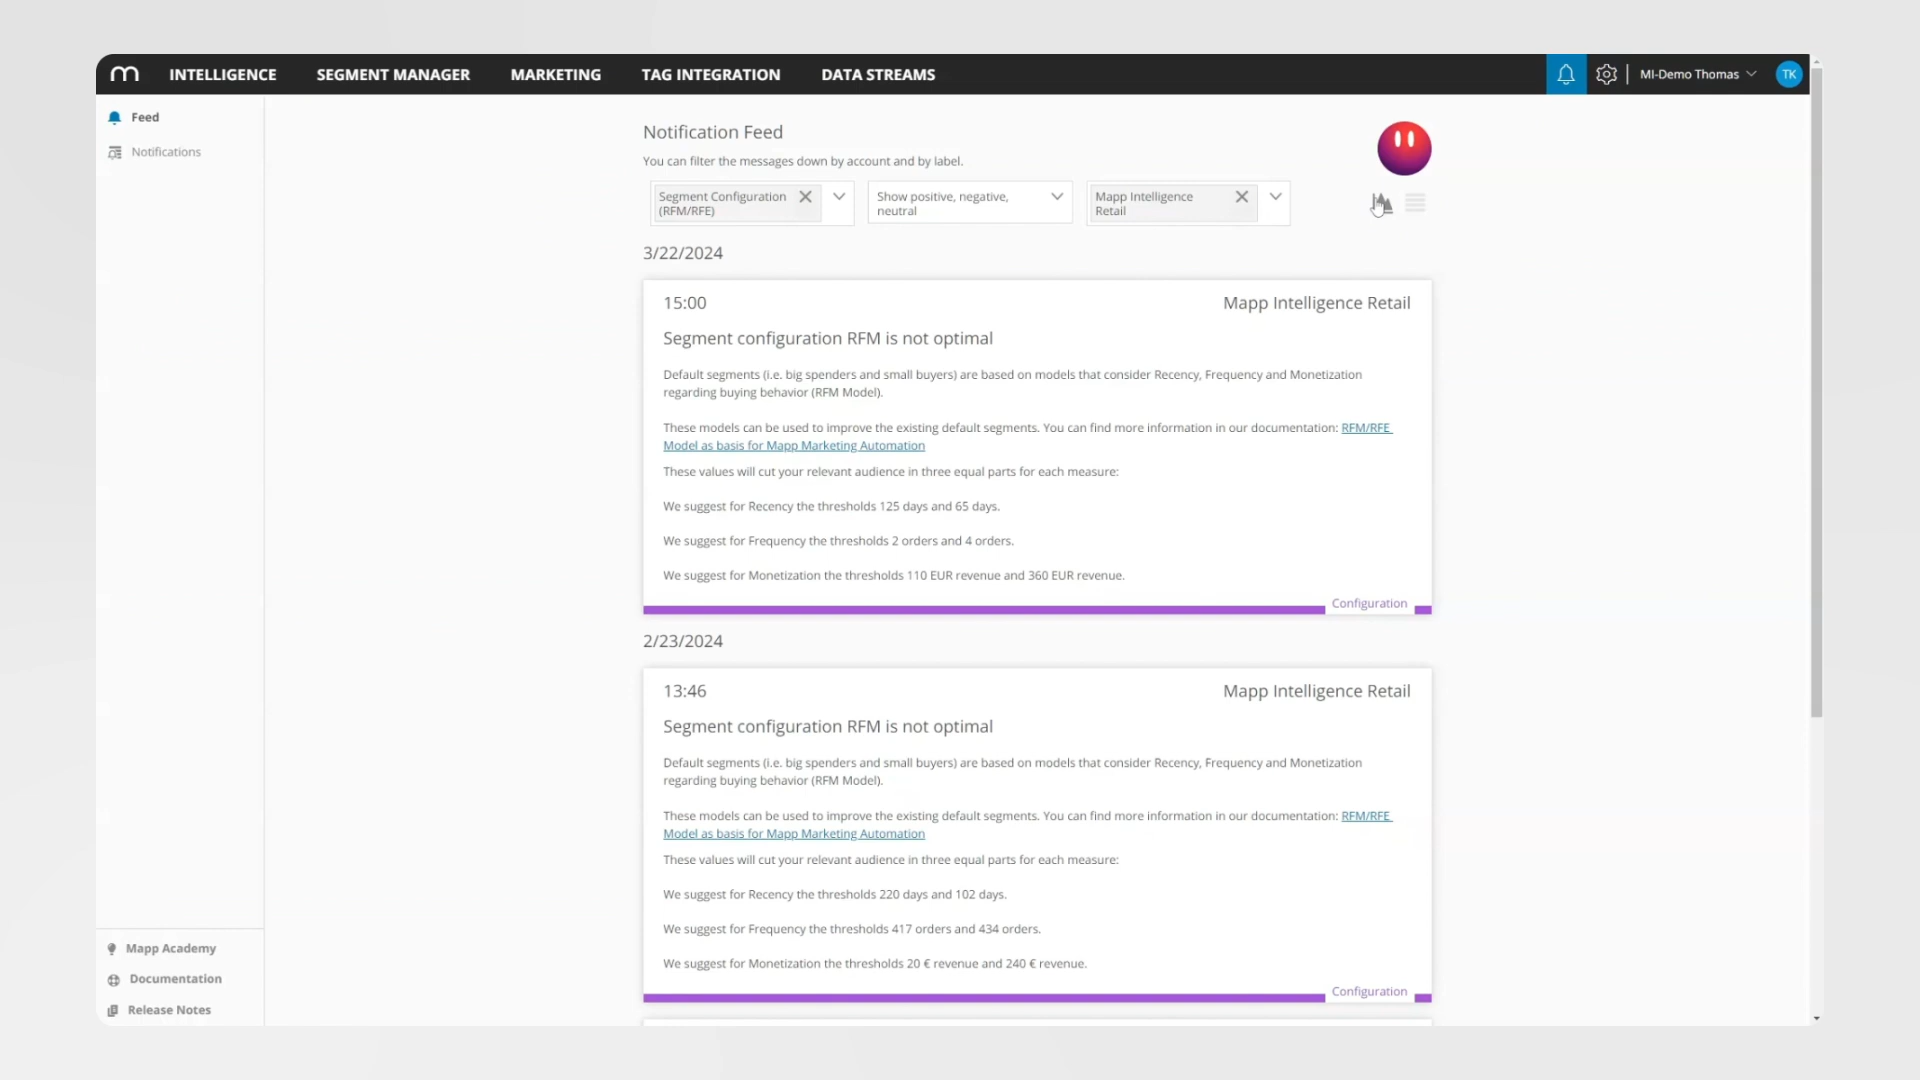 INTELLIGENCE SEGMENT MANAGER MARKETING TAG INTEGRATION DATA STREAMS MI-Demo Thomas TK
Feed
Notifications
Notification Feed
You can filter the messages down by account and by label.
Segment Configuration
(RFM/RFE)
Show positive, negative,
neutral
Mapp Intelligence
Retail
3/22/2024
15:00 Mapp Intelligence Retail
Segment configuration RFM is not optimal
Default segments (i.e. big spenders and small buyers) are based on models that consider Recency, Frequency and Monetization
regarding buying behavior (RFM Model).
These models can be used to improve the existing default segments. You can find more information in our documentation: RFM/RFE
Model as basis for Mapp Marketing Automation
These values will cut your relevant audience in three equal parts for each measure:
We suggest for Recency the thresholds 125 days and 65 days.
We suggest for Frequency the thresholds 2 orders and 4 orders.
We suggest for Monetization the thresholds 110 EUR revenue and 360 EUR revenue.
Configuration
2/23/2024
13:46 Mapp Intelligence Retail
Segment configuration RFM is not optimal
Default segments (i.e. big spenders and small buyers) are based on models that consider Recency, Frequency and Monetization
regarding buying behavior (RFM Model).
These models can be used to improve the existing default segments. You can find more information in our documentation: RFM/RFE
Model as basis for Mapp Marketing Automation
These values will cut your relevant audience in three equal parts for each measure:
We suggest for Recency the thresholds 220 days and 102 days.
We suggest for Frequency the thresholds 417 orders and 434 orders.
We suggest for Monetization the thresholds 20 € revenue and 240 € revenue.
Configuration
Mapp Academy
Documentation
Release Notes